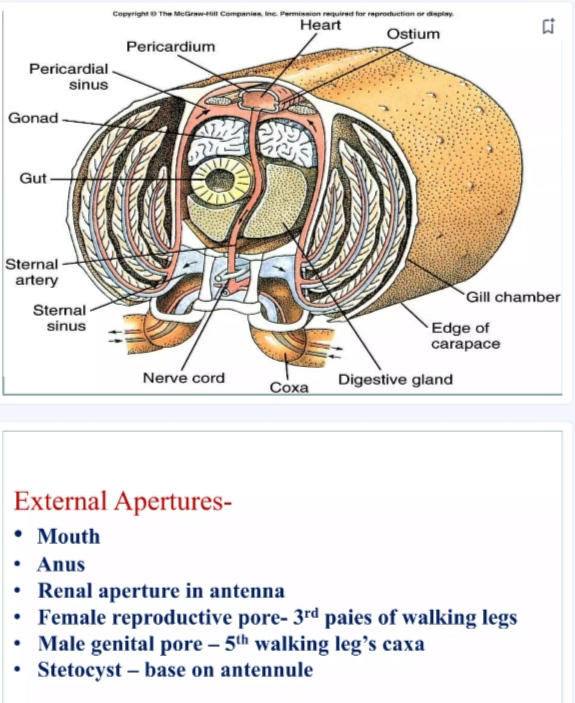 Copyright © The McGraw-Hill Companies, Inc. Permission required for reproduction or display.
Heart
Ostium
Pericardium
Pericardial
sinus
Gonad
Gut
Sternal
artery
Sternal
sinus
Gill chamber
Edge of
carapace
Nerve cord
Coxa
Digestive gland
External Apertures-
• Mouth
• Anus
• Renal aperture in antenna
• Female reproductive pore- 3rd paies of walking legs
• Male genital pore – 5th walking leg's caxa
• Stetocyst – base on antennule